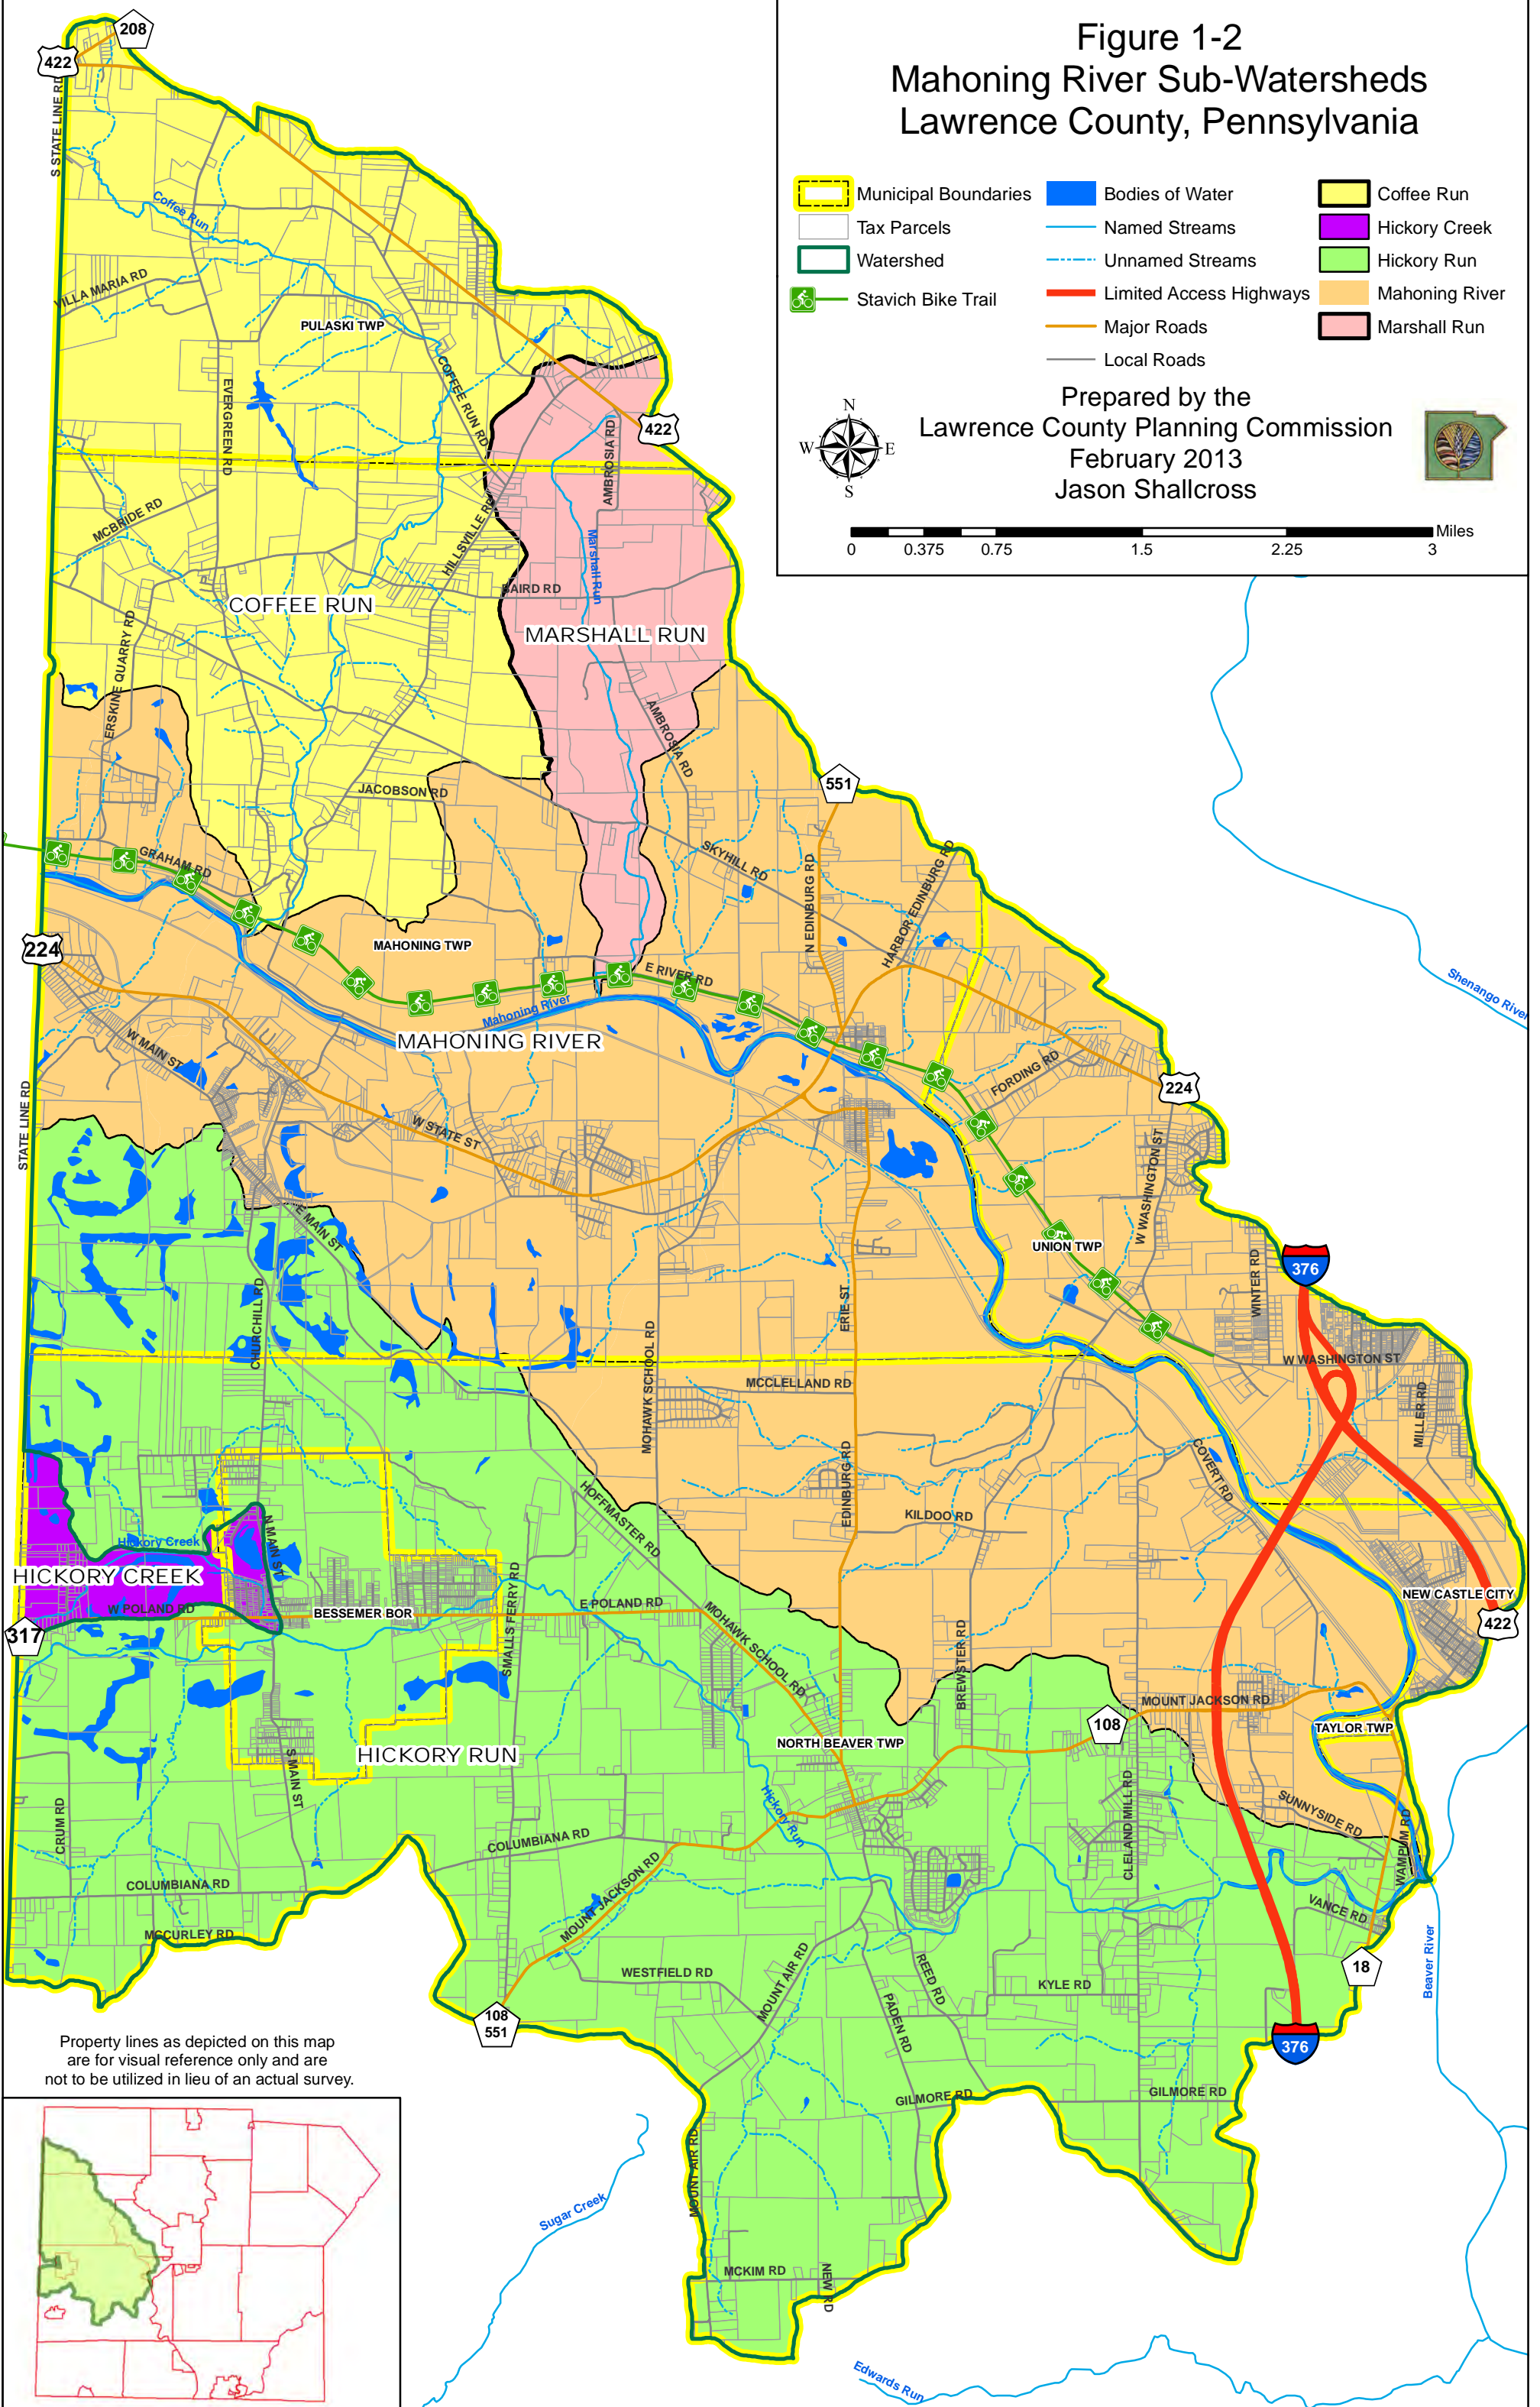 Figure 1-2
Mahoning River Sub-Watersheds
Lawrence County, Pennsylvania
Municipal Boundaries
Tax Parcels
Watershed
Stavich Bike Trail
Bodies of Water
Named Streams
Unnamed Streams
Limited Access Highways
Major Roads
Local Roads
Coffee Run
Hickory Creek
Hickory Run
Mahoning River
Marshall Run
Prepared by the
Lawrence County Planning Commission
February 2013
Jason Shallcross
N
W
E
S
Miles
0 0.375 0.75 1.5 2.25 3
208
422
S STATE LINE RD
Coffee Run
VILLA MARIA RD
PULASKI TWP
EVERGREEN RD
COFFEE RUN RD
422
AMBROSIA RD
MCBRIDE RD
HILLSVILLE RD
Marshall Run
BAIRD RD
COFFEE RUN
MARSHALL RUN
ERSKINE QUARRY RD
AMBROSIA RD
551
JACOBSON RD
GRAHAM RD
SKYHILL RD
N EDINBURG RD
HARBOR EDINBURG RD
224
MAHONING TWP
E RIVER RD
Shenango River
Mahoning River
MAHONING RIVER
W MAIN ST
FORDING RD
224
STATE LINE RD
W STATE ST
W WASHINGTON ST
E MAIN ST
UNION TWP
376
WINTER RD
CHURCHILL RD
ERIE ST
MOHAWK SCHOOL RD
W WASHINGTON ST
MCCLELLAND RD
MILLER RD
COVERT RD
EDINBURG RD
HOFFMASTER RD
KILDOO RD
N MAIN ST
Hickory Creek
HICKORY CREEK
NEW CASTLE CITY
W POLAND RD
BESSEMER BOR
SMALLS FERRY RD
E POLAND RD
422
317
MOHAWK SCHOOL RD
BREWSTER RD
MOUNT JACKSON RD
108
TAYLOR TWP
NORTH BEAVER TWP
HICKORY RUN
S MAIN ST
Hickory Run
CLELAND MILL RD
SUNNYSIDE RD
CRUM RD
WAMPUM RD
COLUMBIANA RD
COLUMBIANA RD
MOUNT JACKSON RD
VANCE RD
MCCURLEY RD
Beaver River
MOUNT AIR RD
REED RD
WESTFIELD RD
KYLE RD
18
PADEN RD
108
551
376
Property lines as depicted on this map
are for visual reference only and are
not to be utilized in lieu of an actual survey.
GILMORE RD
GILMORE RD
MOUNT AIR RD
Sugar Creek
MCKIM RD
NEW RD
Edwards Run